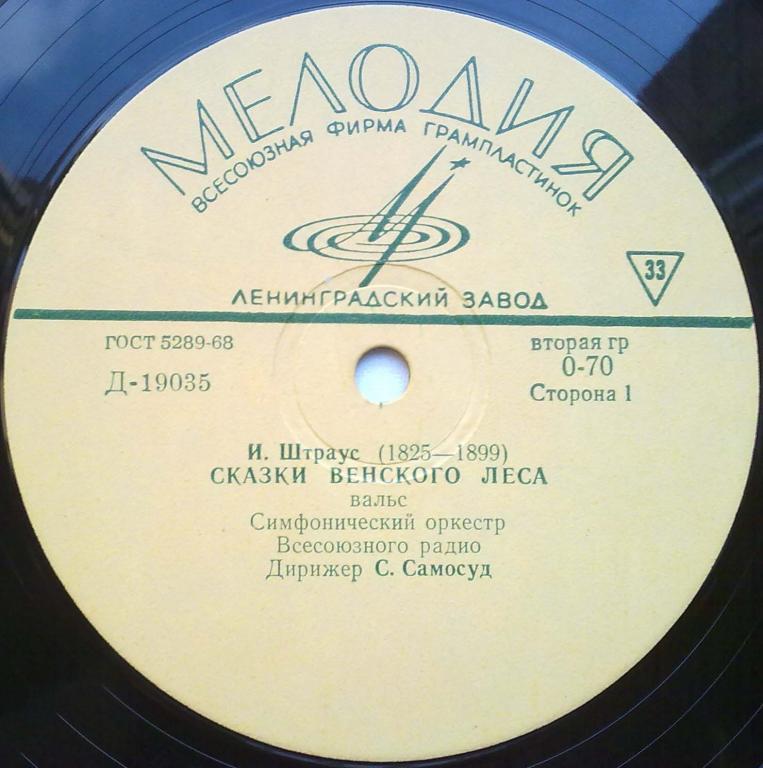 МЕЛОДИЯ
ВСЕСОЮЗНАЯ ФИРМА ГРАМПЛАСТИНОК
33
ЛЕНИНГРАДСКИЙ ЗАВОД
ГОСТ 5289-68
Д-19035
вторая гр
0-70
Сторона 1
И. Штраус (1825—1899)
СКАЗКИ ВЕНСКОГО ЛЕСА
вальс
Симфонический оркестр
Всесоюзного радио
Дирижер С. Самосуд